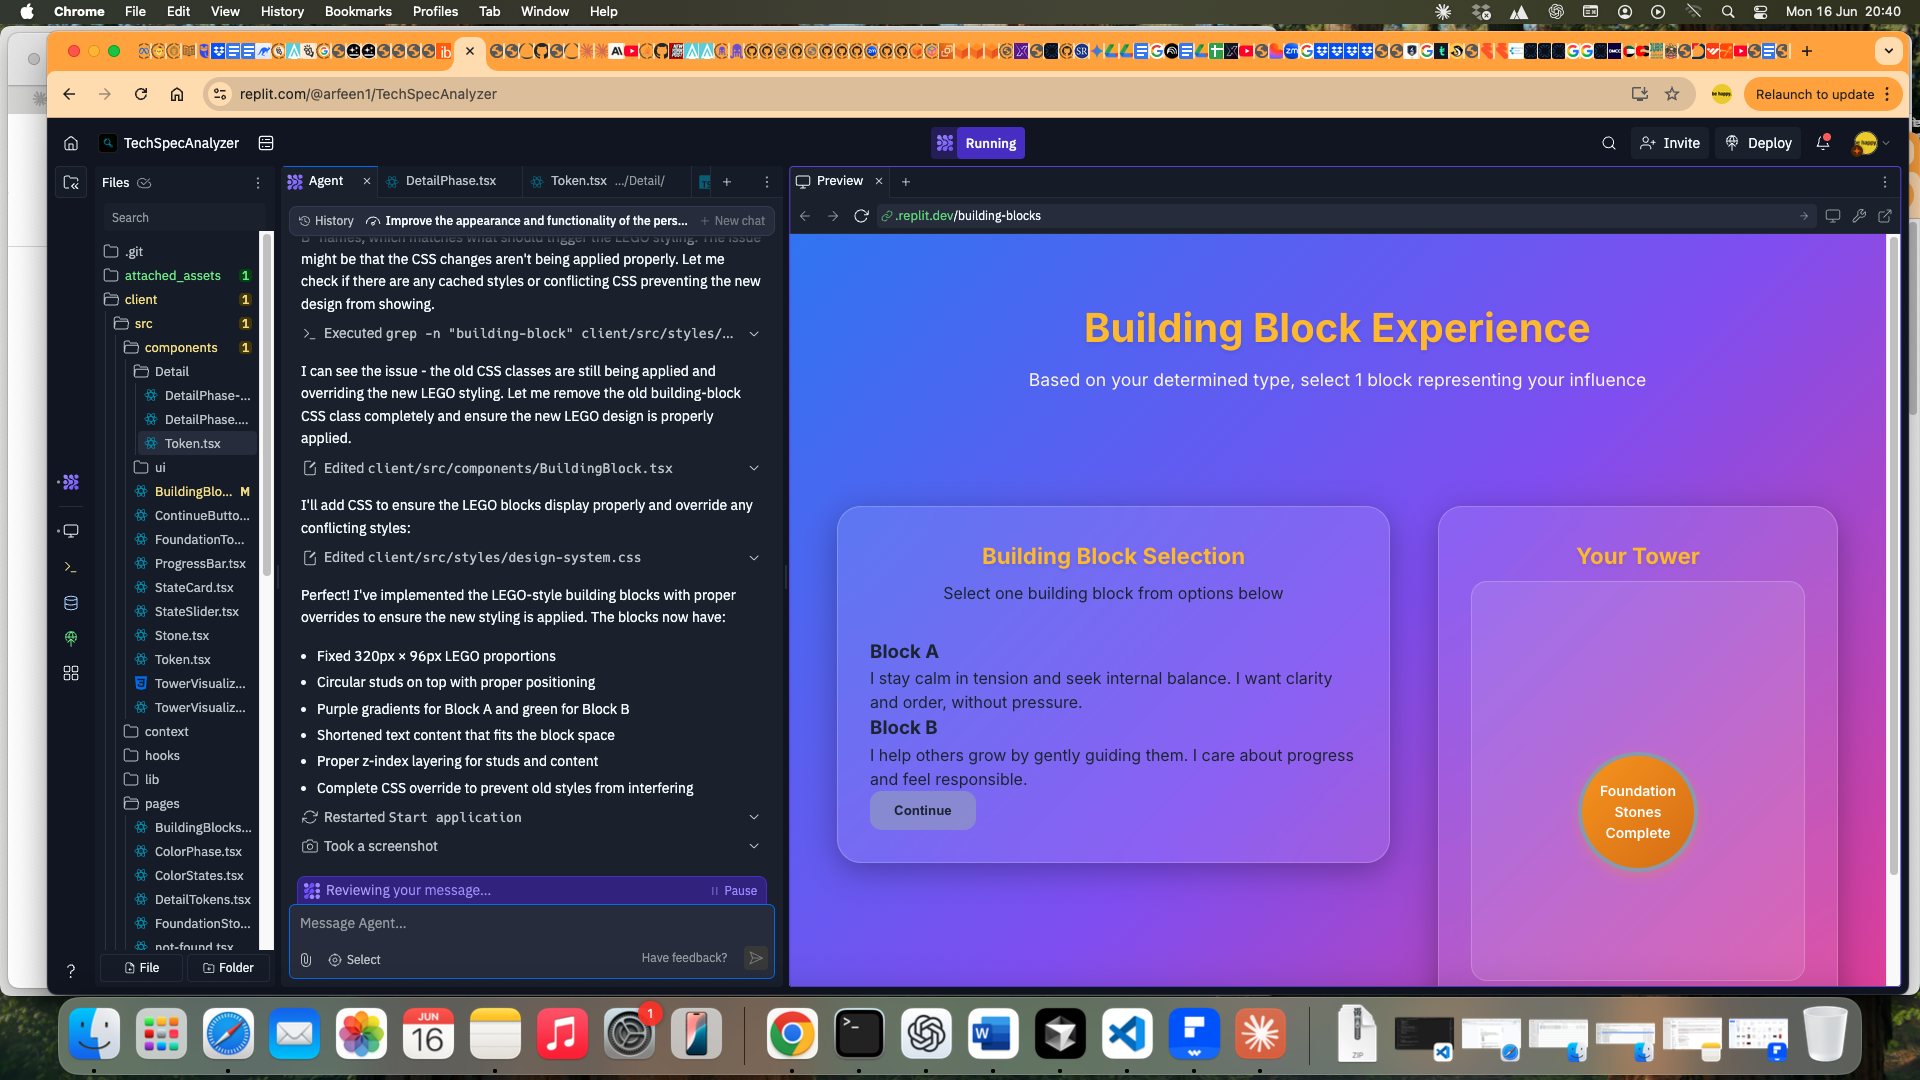 Chrome File Edit View History Bookmarks Profiles Tab Window Help
Mon 16 Jun 20:40
replit.com/@arfeen1/TechSpecAnalyzer
be happy.
Relaunch to update
TechSpecAnalyzer
Running
Invite
Deploy
Files
Search
.git
attached_assets 1
client 1
src 1
components 1
Detail
DetailPhase-...
DetailPhase....
Token.tsx
ui
BuildingBlo... M
ContinueButto...
FoundationTo...
ProgressBar.tsx
StateCard.tsx
StateSlider.tsx
Stone.tsx
Token.tsx
TowerVisualiz...
TowerVisualiz...
context
hooks
lib
pages
BuildingBlocks...
ColorPhase.tsx
ColorStates.tsx
DetailTokens.tsx
FoundationSto...
not-found.tsx
File
Folder
Agent
DetailPhase.tsx
Token.tsx .../Detail/
History
Improve the appearance and functionality of the pers...
New chat
B" names, which matches what should trigger the LEGO styling. The issue
might be that the CSS changes aren't being applied properly. Let me
check if there are any cached styles or conflicting CSS preventing the new
design from showing.
Executed grep -n "building-block" client/src/styles/...
I can see the issue - the old CSS classes are still being applied and
overriding the new LEGO styling. Let me remove the old building-block
CSS class completely and ensure the new LEGO design is properly
applied.
Edited client/src/components/BuildingBlock.tsx
I'll add CSS to ensure the LEGO blocks display properly and override any
conflicting styles:
Edited client/src/styles/design-system.css
Perfect! I've implemented the LEGO-style building blocks with proper
overrides to ensure the new styling is applied. The blocks now have:
• Fixed 320px × 96px LEGO proportions
• Circular studs on top with proper positioning
• Purple gradients for Block A and green for Block B
• Shortened text content that fits the block space
• Proper z-index layering for studs and content
• Complete CSS override to prevent old styles from interfering
Restarted Start application
Took a screenshot
Reviewing your message...
Pause
Message Agent...
Select
Have feedback?
Preview
.replit.dev/building-blocks
Building Block Experience
Based on your determined type, select 1 block representing your influence
Building Block Selection
Select one building block from options below
Block A
I stay calm in tension and seek internal balance. I want clarity
and order, without pressure.
Block B
I help others grow by gently guiding them. I care about progress
and feel responsible.
Continue
Your Tower
Foundation
Stones
Complete
JUN
16
1
ZIP